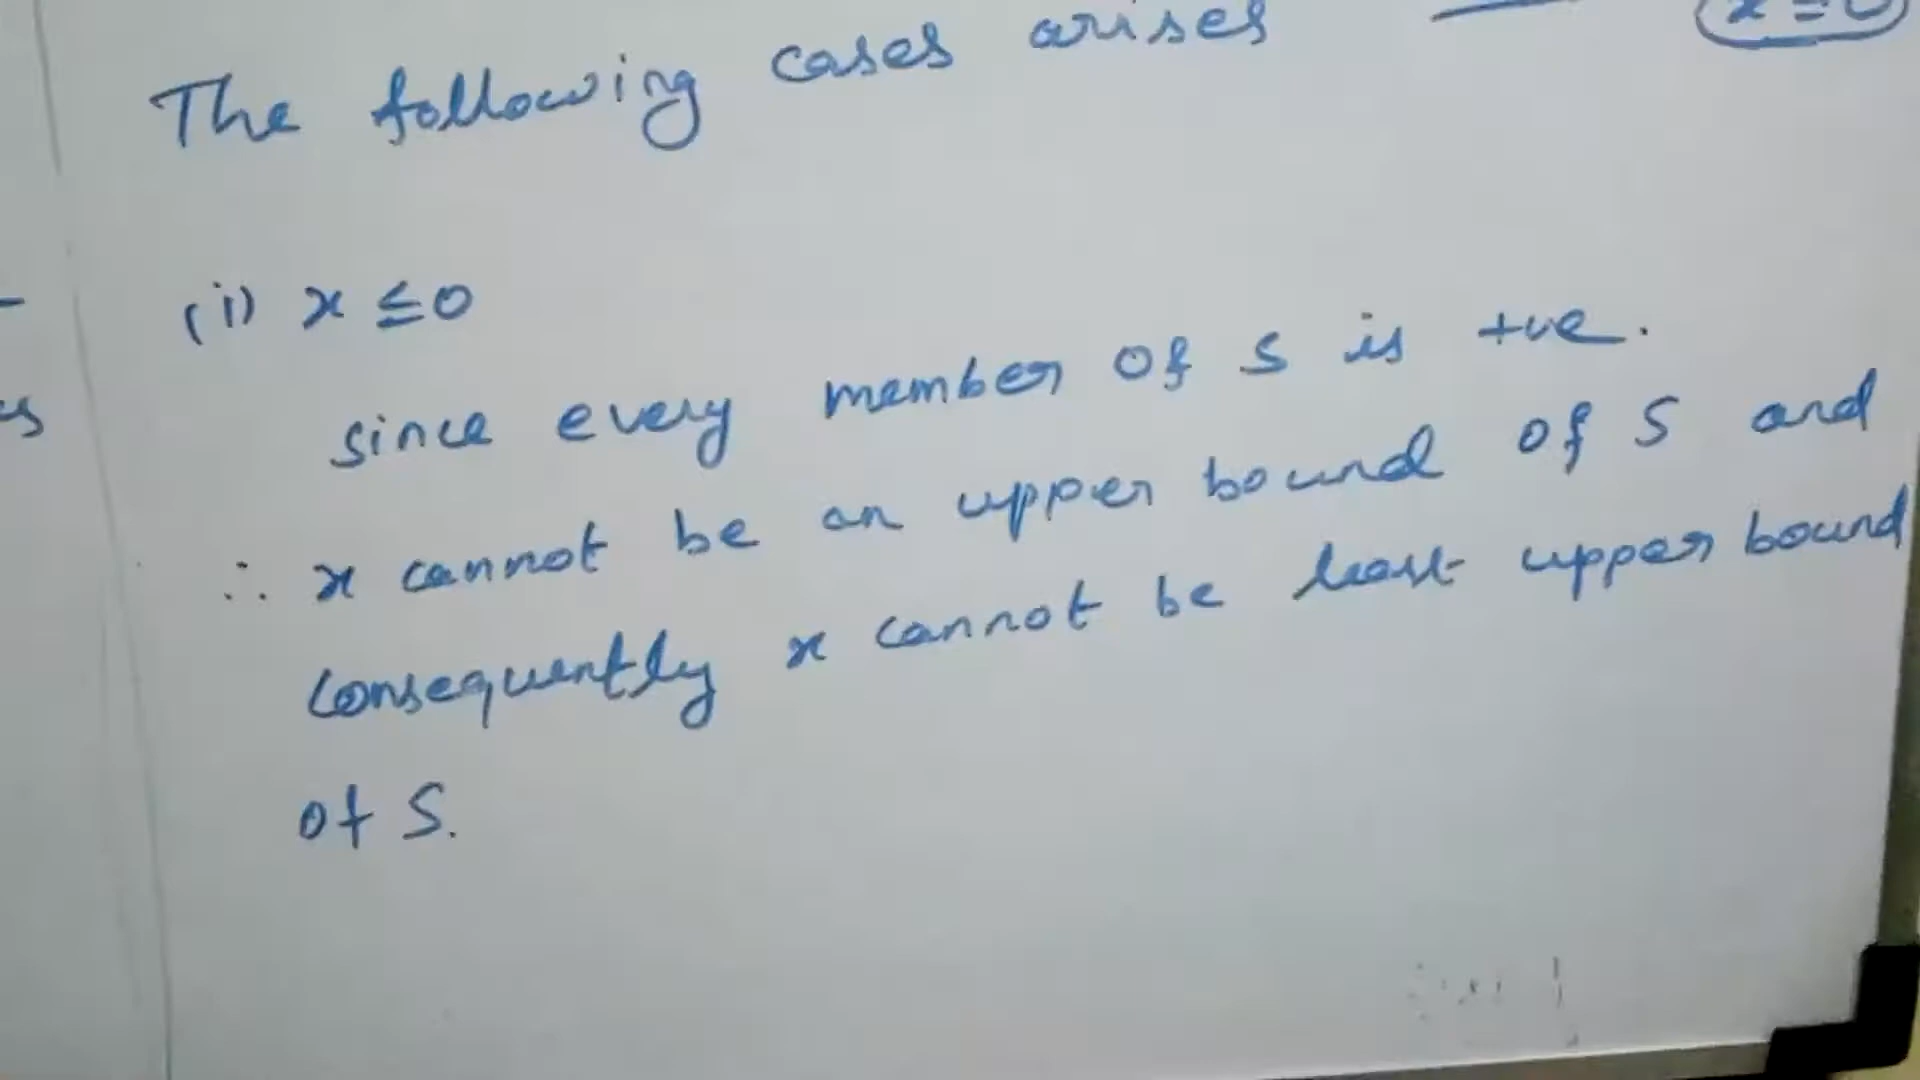 The following cases arises
(i) x ≤ 0
since every member of S is +ve.
∴ x cannot be an upper bound of S and
consequently x cannot be least upper bound
of S.